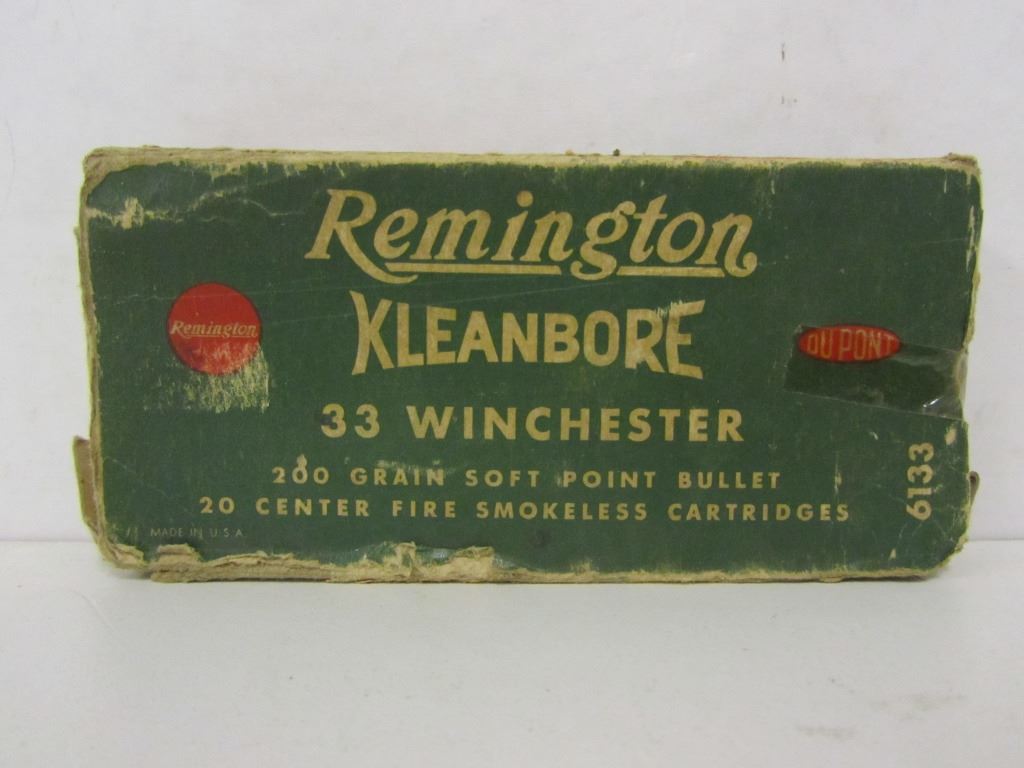 Remington
KLEANBORE
Remington
DU PONT
33 WINCHESTER
200 GRAIN SOFT POINT BULLET
20 CENTER FIRE SMOKELESS CARTRIDGES
6133
MADE IN U.S.A.